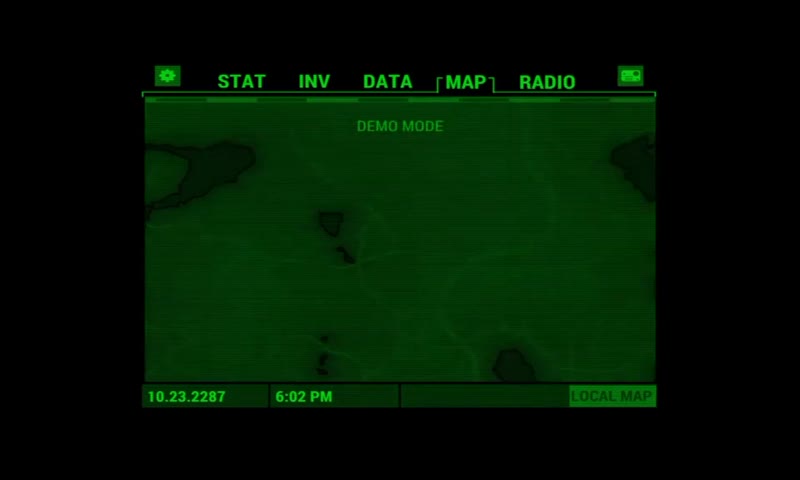 STAT INV DATA MAP RADIO
DEMO MODE
10.23.2287 6:02 PM LOCAL MAP